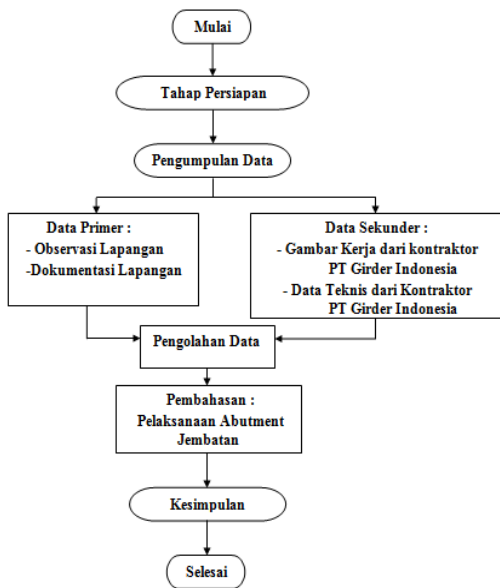 Mulai
Tahap Persiapan
Pengumpulan Data
Data Primer :
- Observasi Lapangan
-Dokumentasi Lapangan
Data Sekunder :
- Gambar Kerja dari kontraktor
PT Girder Indonesia
- Data Teknis dari Kontraktor
PT Girder Indonesia
Pengolahan Data
Pembahasan :
Pelaksanaan Abutment
Jembatan
Kesimpulan
Selesai